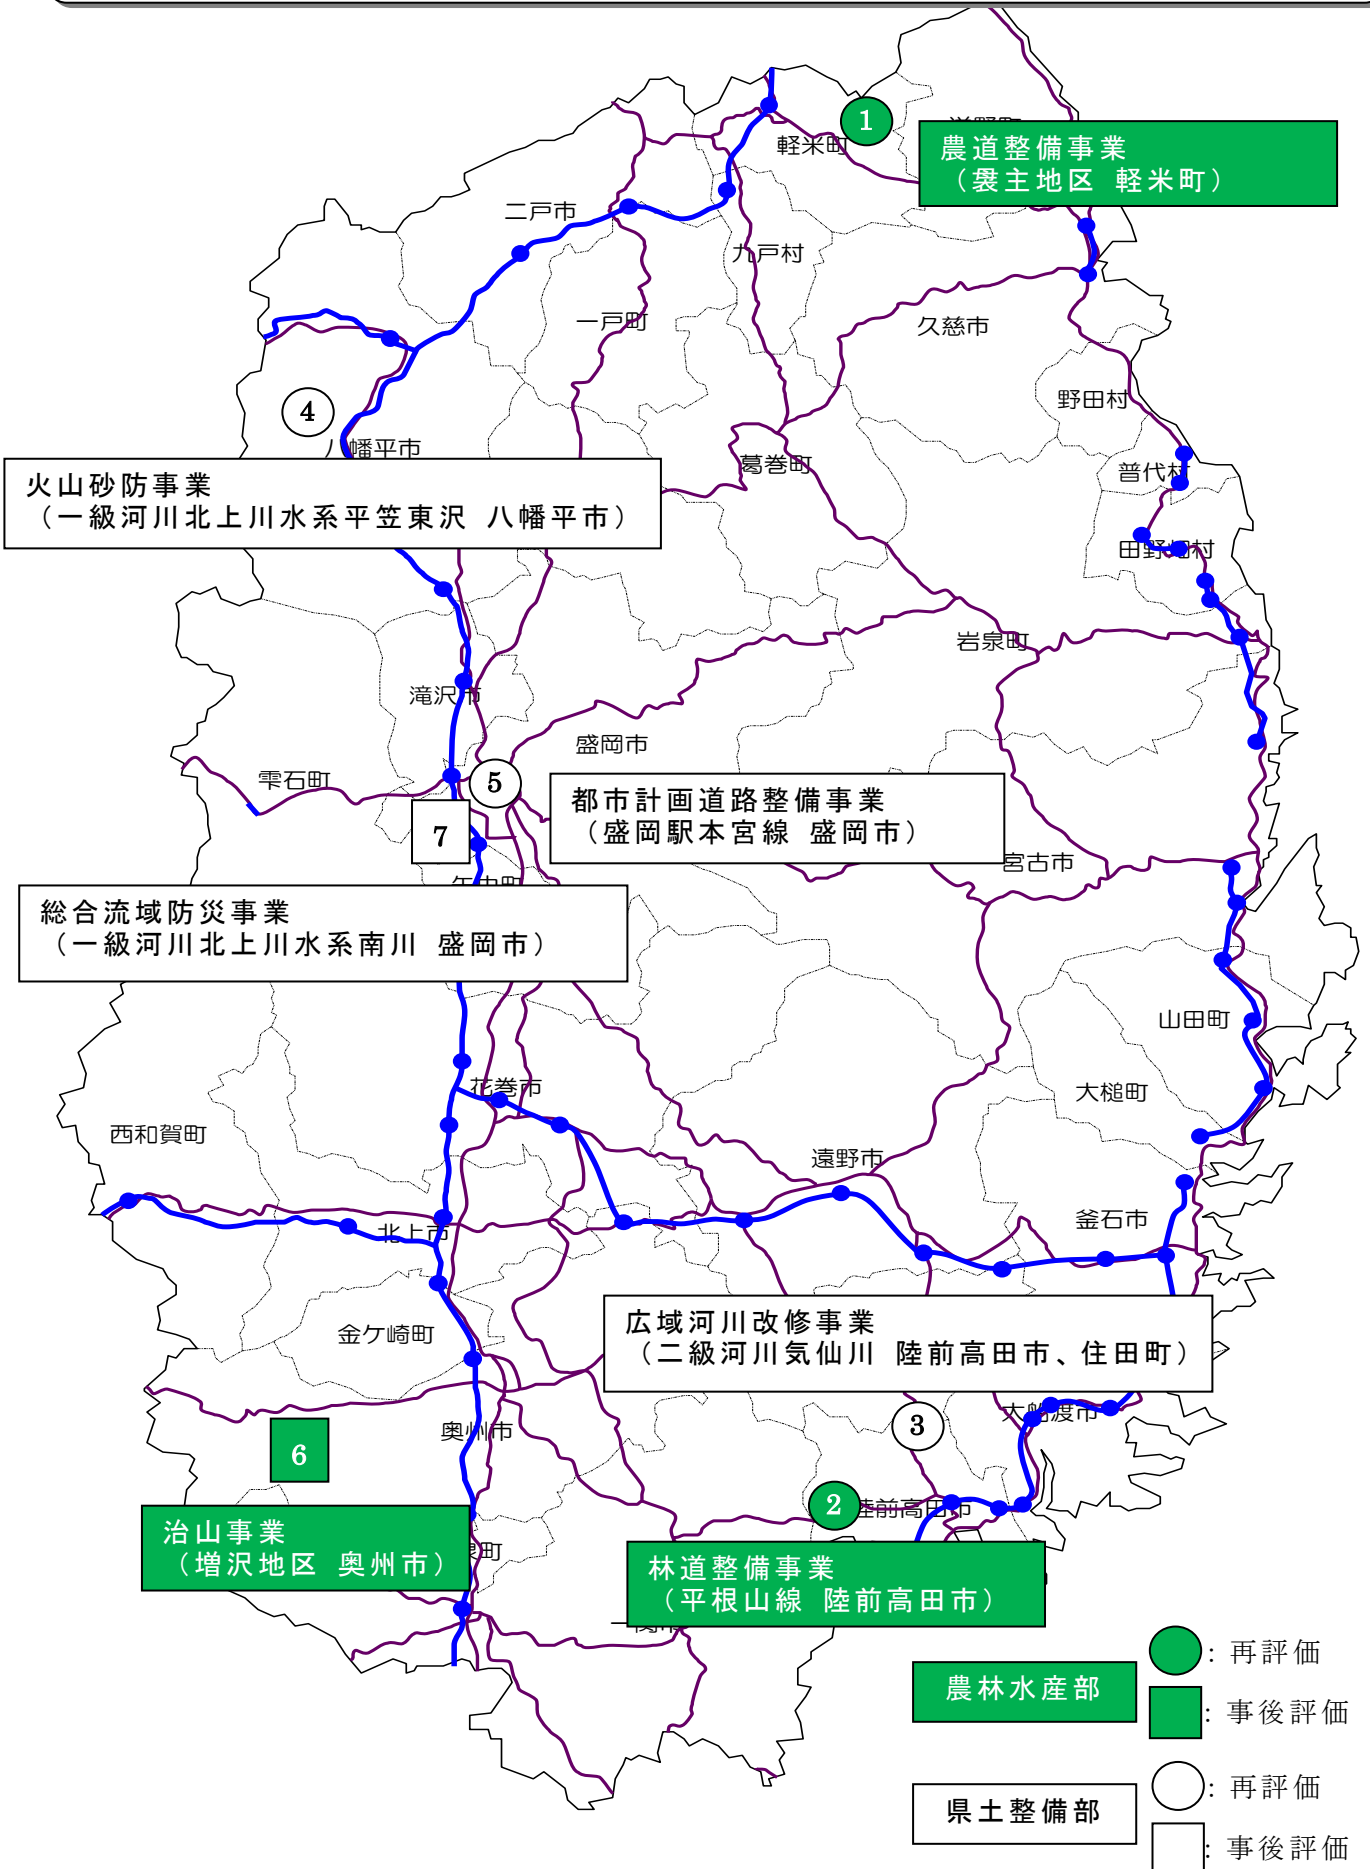 1
軽米町
農道整備事業
（袰主地区 軽米町）
二戸市
九戸村
一戸町
久慈市
野田村
4
幡平市
葛巻町
普代村
火山砂防事業
（一級河川北上川水系平笠東沢 八幡平市）
田野畑村
岩泉町
滝沢市
盛岡市
雫石町
5
都市計画道路整備事業
（盛岡駅本宮線 盛岡市）
7
宮古市
総合流域防災事業
（一級河川北上川水系南川 盛岡市）
山田町
花巻市
大槌町
西和賀町
遠野市
釜石市
北上市
金ケ崎町
広域河川改修事業
（二級河川気仙川 陸前高田市、住田町）
大船渡市
3
奥州市
6
2
陸前高田市
治山事業
（増沢地区 奥州市）
林道整備事業
（平根山線 陸前高田市）
農林水産部
：再評価
：事後評価
県土整備部
：再評価
：事後評価